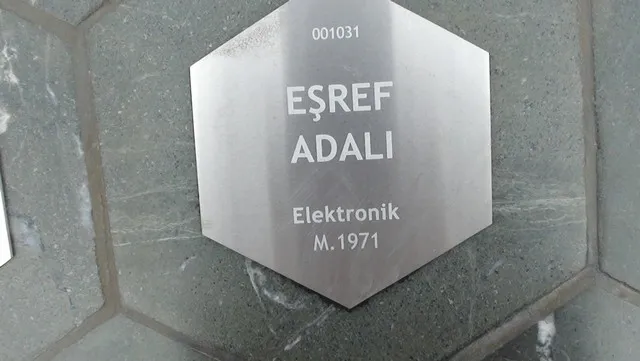 001031
EŞREF
ADALI
Elektronik
M.1971